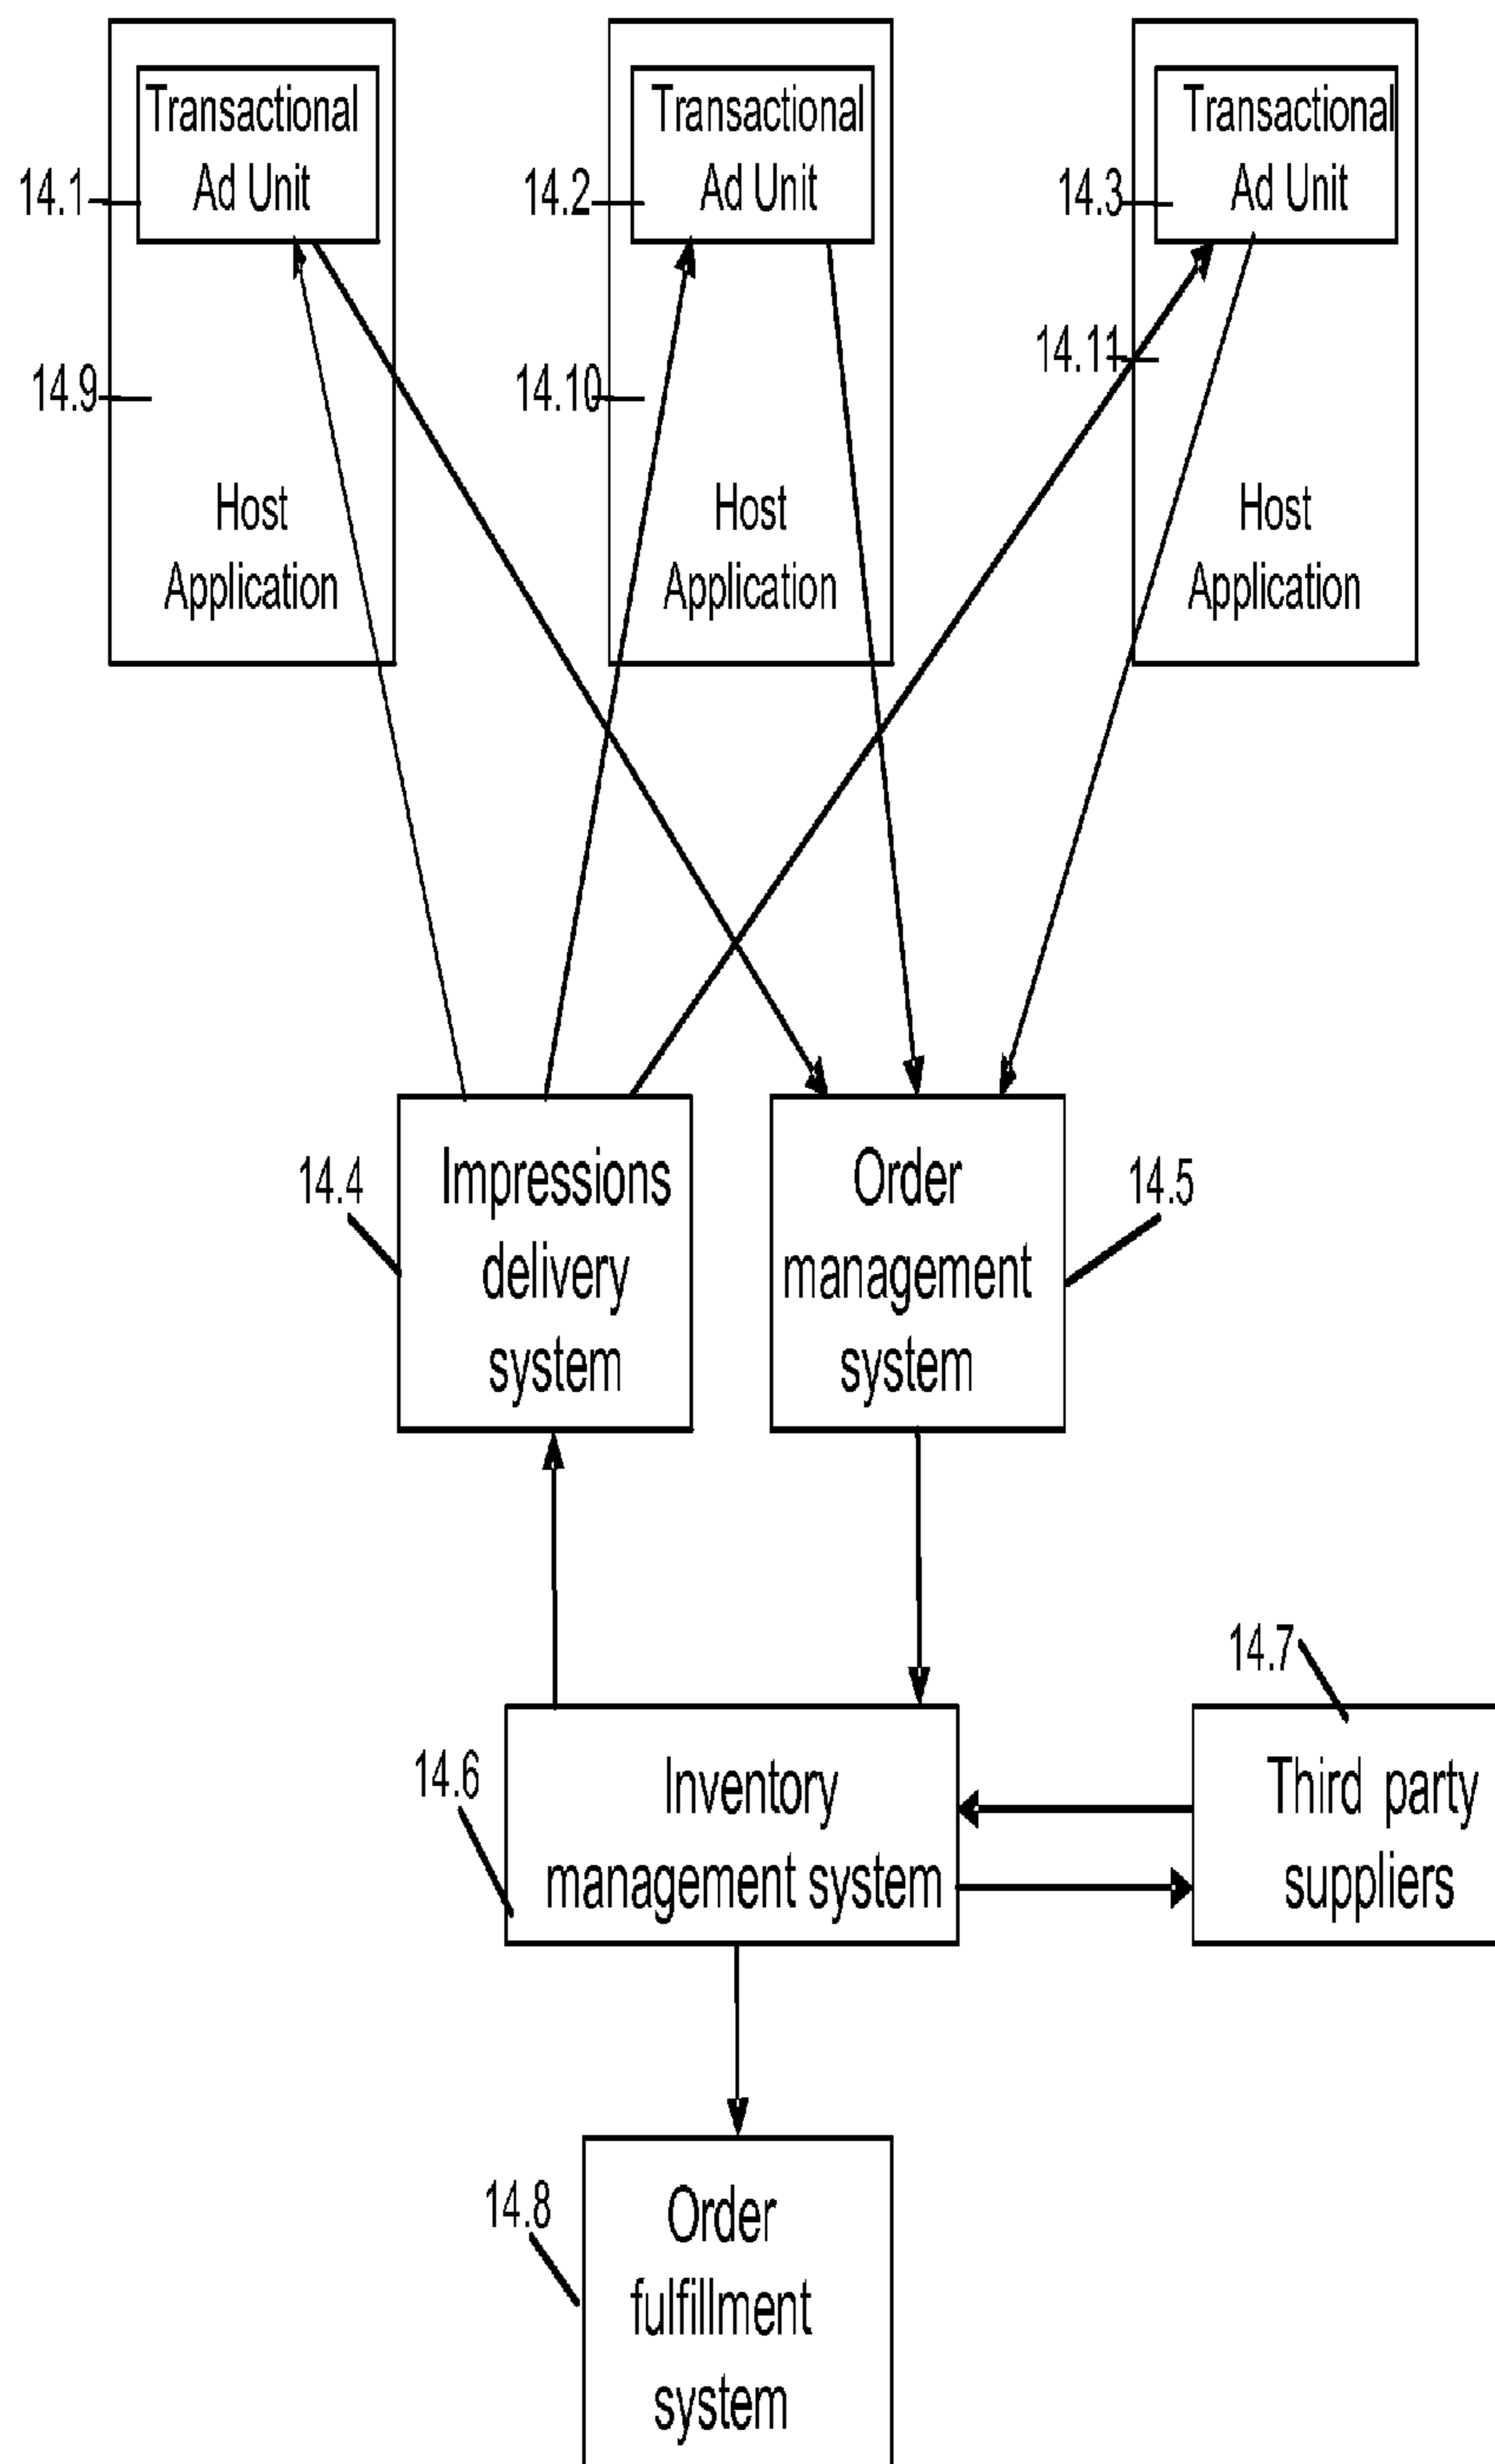 Transactional
Ad Unit
14.1
Transactional
Ad Unit
14.2
Transactional
Ad Unit
14.3
14.9
14.10
14.11
Host
Application
Host
Application
Host
Application
14.4
Impressions
delivery
system
Order
management
system
14.5
14.6
Inventory
management system
14.7
Third party
suppliers
14.8
Order
fulfillment
system